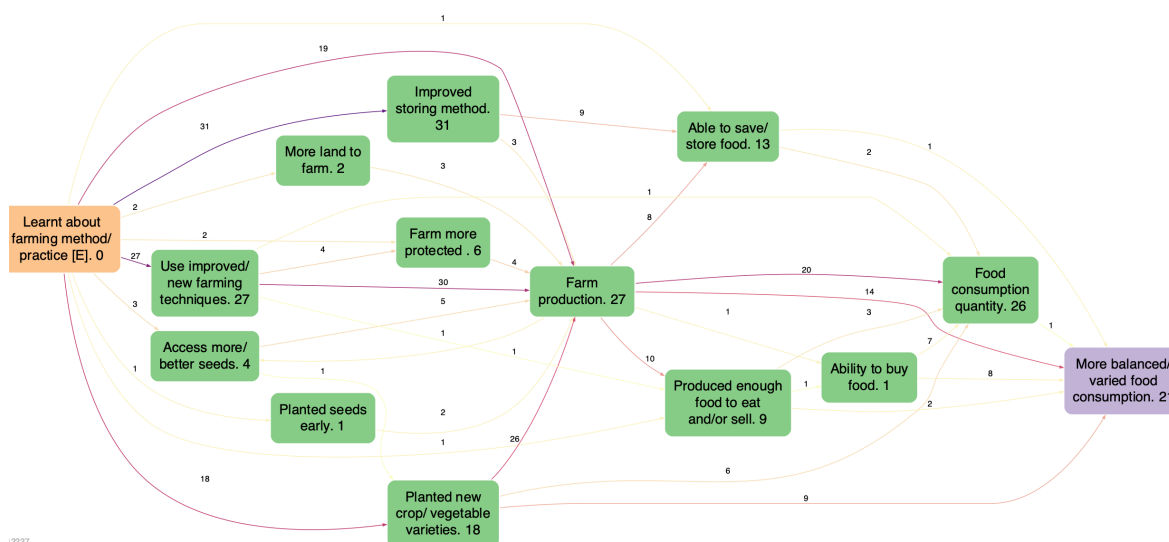 1
19
Improved
storing method.
31
31
9
Able to save/
store food. 13
1
More land to
farm. 2
3
3
2
2
1
Learnt about
farming method/
practice [E]. 0
2
Farm more
protected . 6
8
27
Use improved/
new farming
techniques. 27
4
4
30
Farm
production. 27
20
14
Food
consumption
quantity. 26
3
5
1
3
1
Access more/
better seeds. 4
1
7
1
1
10
Produced enough
food to eat
and/or sell. 9
Ability to buy
food. 1
8
More balanced/
varied food
consumption. 21
1
1
2
Planted seeds
early. 1
2
1
26
6
18
Planted new
crop/ vegetable
varieties. 18
9